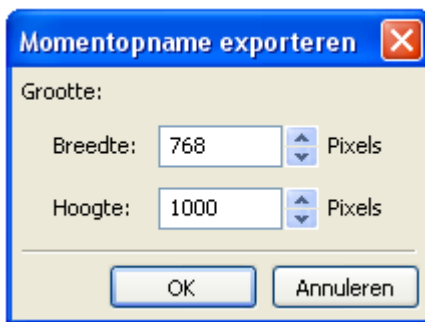 Momentopname exporteren
Grootte:
Breedte: 768 Pixels
Hoogte: 1000 Pixels
OK Annuleren